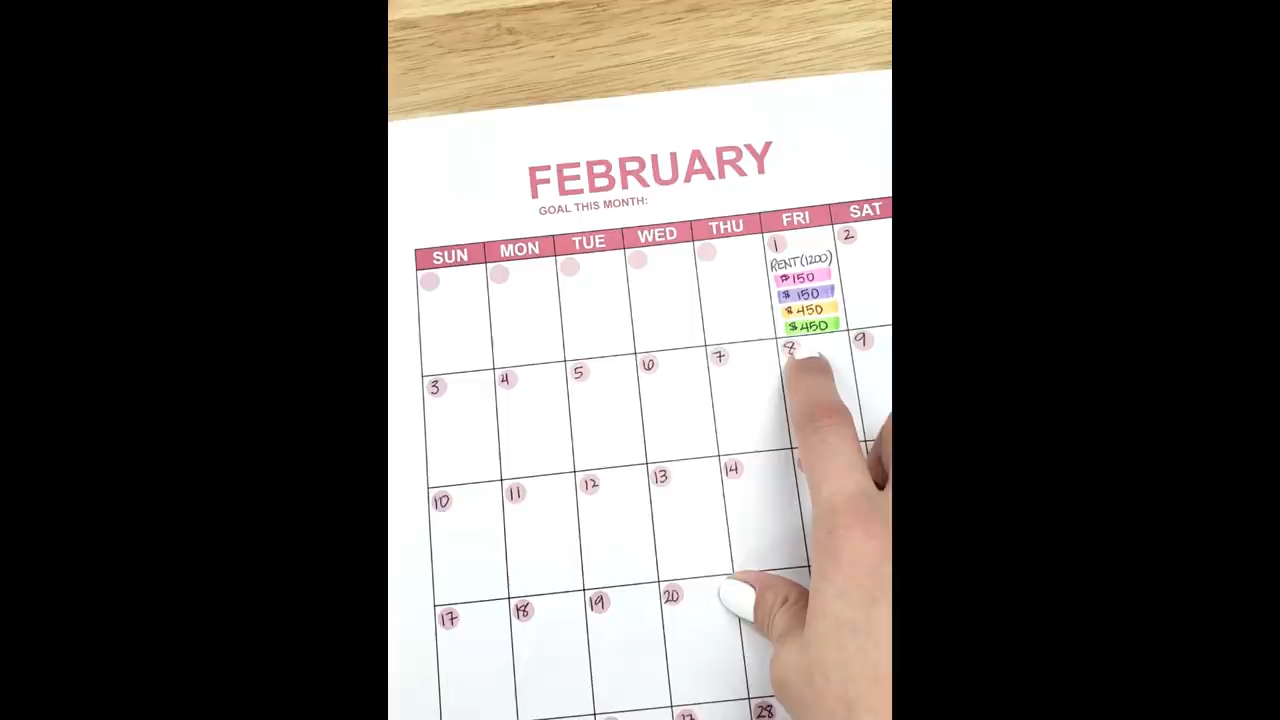 FEBRUARY
GOAL THIS MONTH:
SUN MON TUE WED THU FRI SAT
1 2
RENT (1200)
$150
$150
$450
$450
3 4 5 6 7 8 9
10 11 12 13 14
17 18 19 20
28